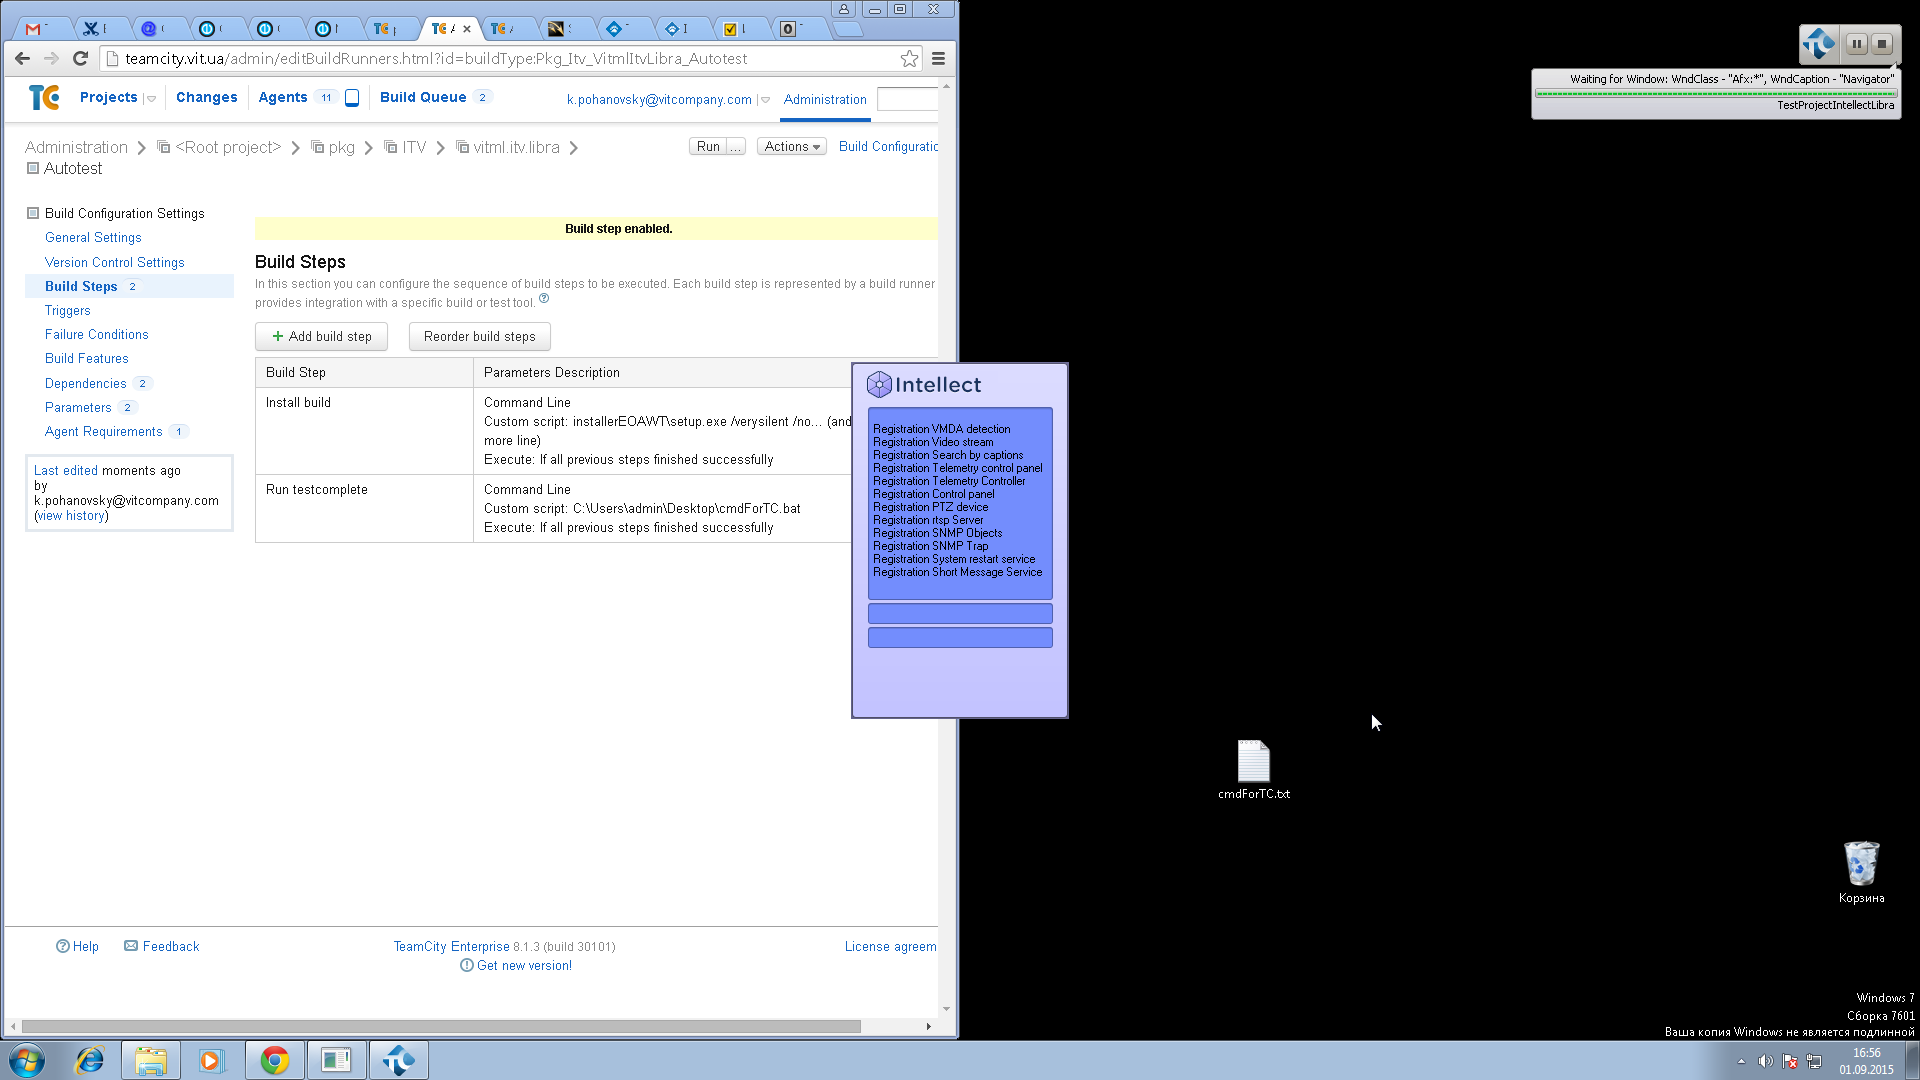 teamcity.vit.ua/admin/editBuildRunners.html?id=buildType:Pkg_Itv_VitmlItvLibra_Autotest
Projects
Changes
Agents 11
Build Queue 2
k.pohanovsky@vitcompany.com
Administration
Administration <Root project> pkg ITV vitml.itv.libra
Autotest
Run ...
Actions
Build Configuratic
Build Configuration Settings
General Settings
Version Control Settings
Build Steps 2
Triggers
Failure Conditions
Build Features
Dependencies 2
Parameters 2
Agent Requirements 1
Last edited moments ago
by
k.pohanovsky@vitcompany.com
(view history)
Build step enabled.
Build Steps
In this section you can configure the sequence of build steps to be executed. Each build step is represented by a build runner
provides integration with a specific build or test tool.
Add build step
Reorder build steps
Build Step
Parameters Description
Install build
Command Line
Custom script: installerEOAWT\setup.exe /verysilent /no... (and
more line)
Execute: If all previous steps finished successfully
Run testcomplete
Command Line
Custom script: C:\Users\admin\Desktop\cmdForTC.bat
Execute: If all previous steps finished successfully
Help
Feedback
TeamCity Enterprise 8.1.3 (build 30101)
Get new version!
License agreem
Intellect
Registration VMDA detection
Registration Video stream
Registration Search by captions
Registration Telemetry control panel
Registration Telemetry Controller
Registration Control panel
Registration PTZ device
Registration rtsp Server
Registration SNMP Objects
Registration SNMP Trap
Registration System restart service
Registration Short Message Service
Waiting for Window: WndClass - "Afx:*", WndCaption - "Navigator"
TestProjectIntellectLibra
cmdForTC.txt
Корзина
Windows 7
Сборка 7601
Ваша копия Windows не является подлинной
16:56
01.09.2015